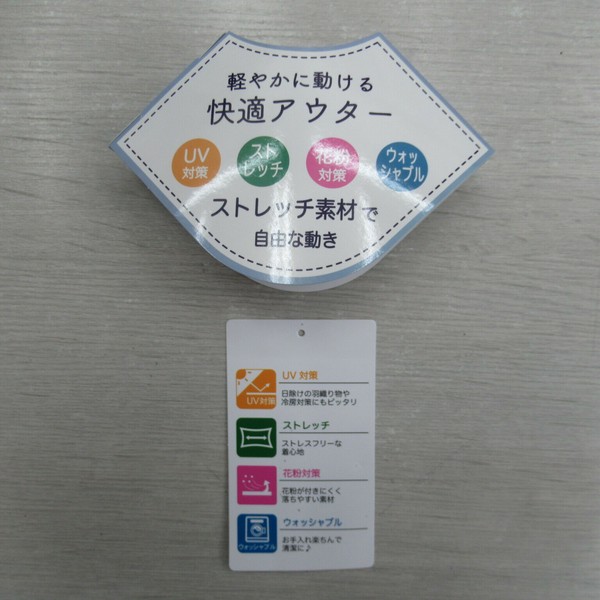 軽やかに動ける
快適アウター
UV
対策
スト
レッチ
花粉
対策
ウォッ
シャブル
ストレッチ素材で
自由な動き
UV対策
UV 対策
日除けの羽織り物や
冷房対策にもピッタリ
ストレッチ
ストレスフリーな
着心地
花粉対策
花粉が付きにくく
落ちやすい素材
ウォッシャブル
ウォッシャブル
お手入れ楽ちんで
清潔に♪